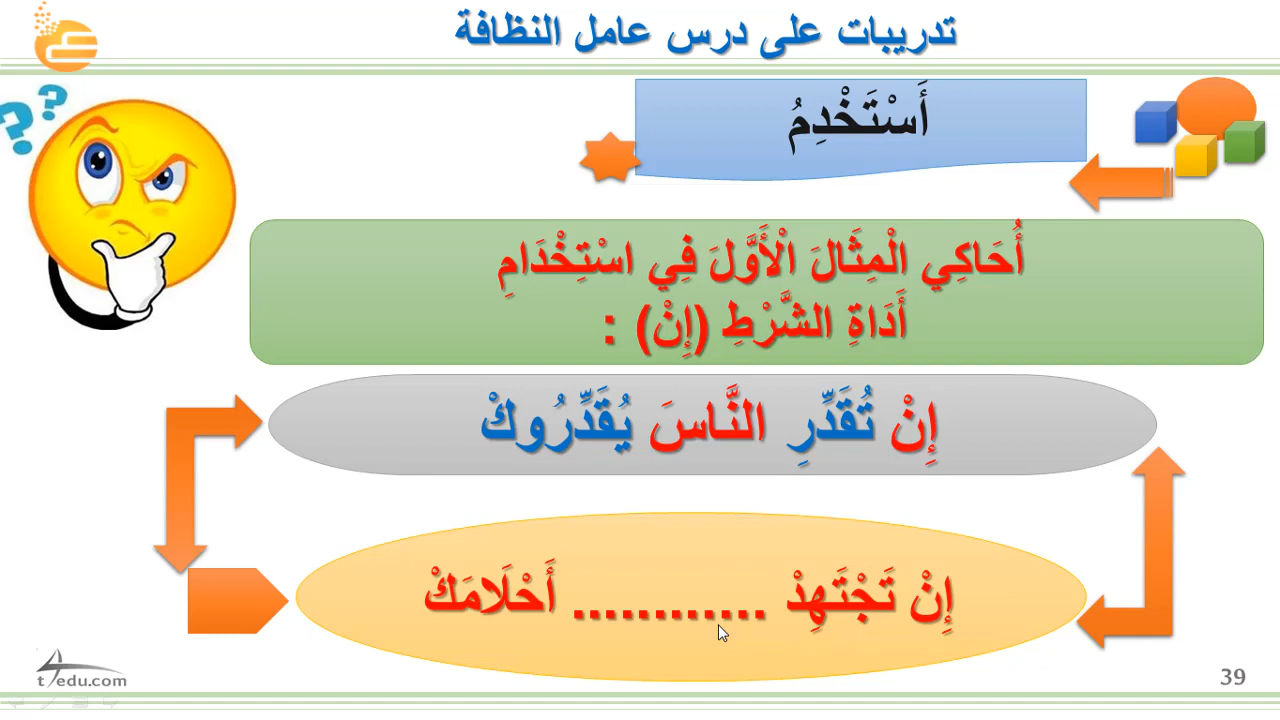 تدريبات على درس عامل النظافة
أَسْتَخْدِمُ
أُحَاكِي الْمِثَالَ الْأَوَّلَ فِي اسْتِخْدَامِ
أَدَاةِ الشَّرْطِ (إِنْ) :
إِنْ تُقَدِّرِ النَّاسَ يُقَدِّرُوكْ
إِنْ تَجْتَهِدْ ............ أَحْلَامَكْ
t4edu.com
39